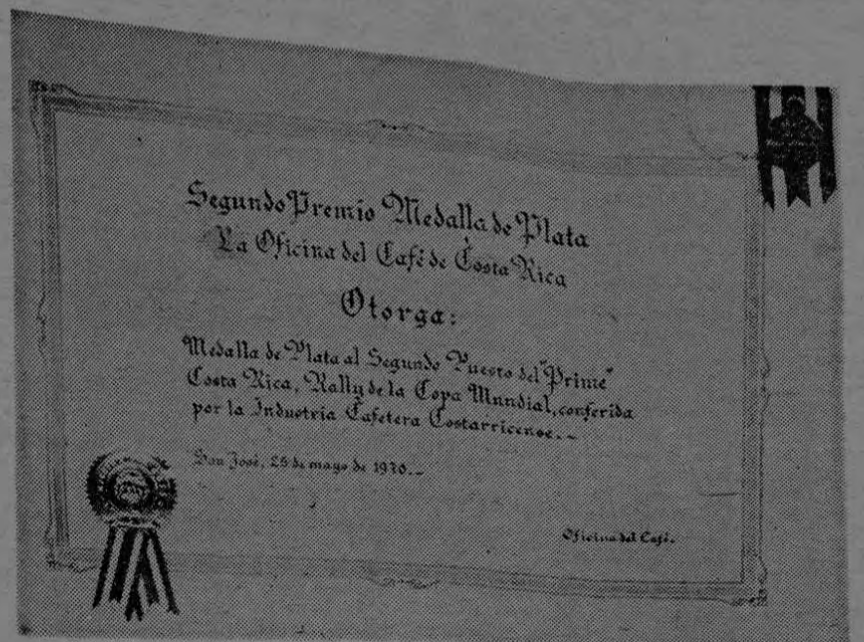 Segundo Premio Medalla de Plata
La Oficina del Café de Costa Rica
Otorga:
Medalla de Plata al Segundo Puesto del "Prime"
Costa Rica, Rally de la Copa Mundial, conferida
por la Industria Cafetera Costarricense.-
San José, 25 de mayo de 1970.-
Oficina del Café.